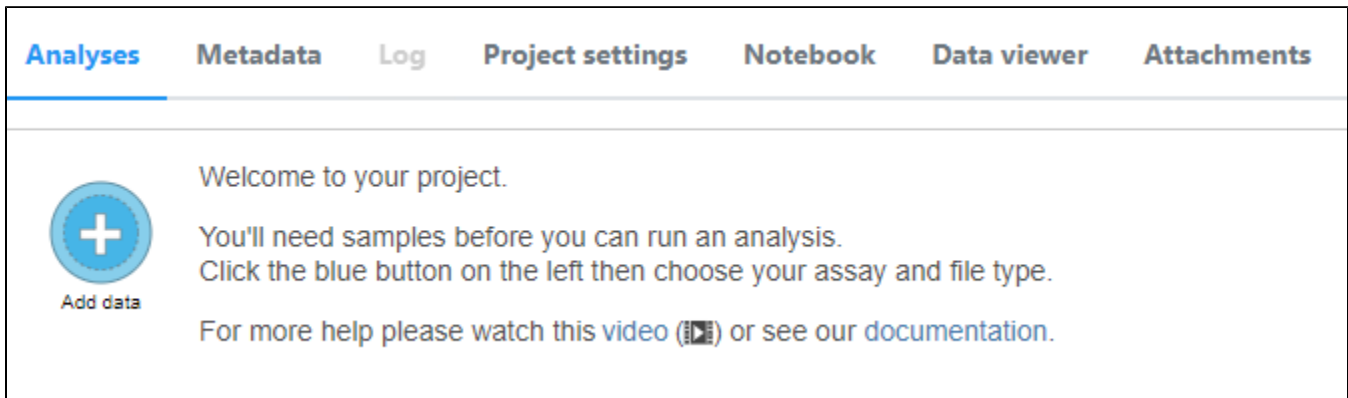 Analyses Metadata Log Project settings Notebook Data viewer Attachments
Welcome to your project.
You'll need samples before you can run an analysis.
Click the blue button on the left then choose your assay and file type.
Add data
For more help please watch this video () or see our documentation.